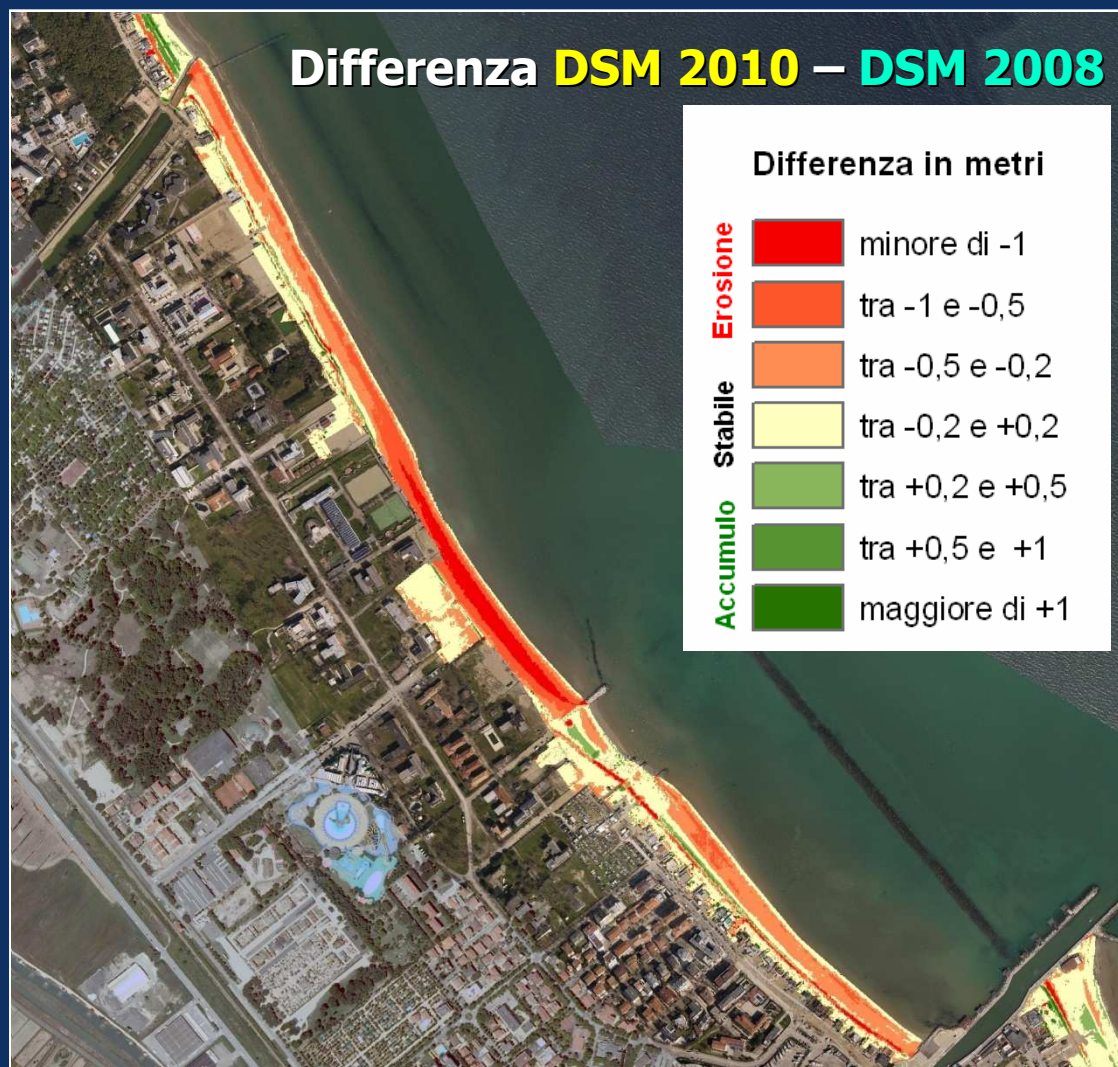 Differenza DSM 2010 – DSM 2008
Differenza in metri
Erosione
minore di -1
tra -1 e -0,5
tra -0,5 e -0,2
Stabile
tra -0,2 e +0,2
Accumulo
tra +0,2 e +0,5
tra +0,5 e +1
maggiore di +1